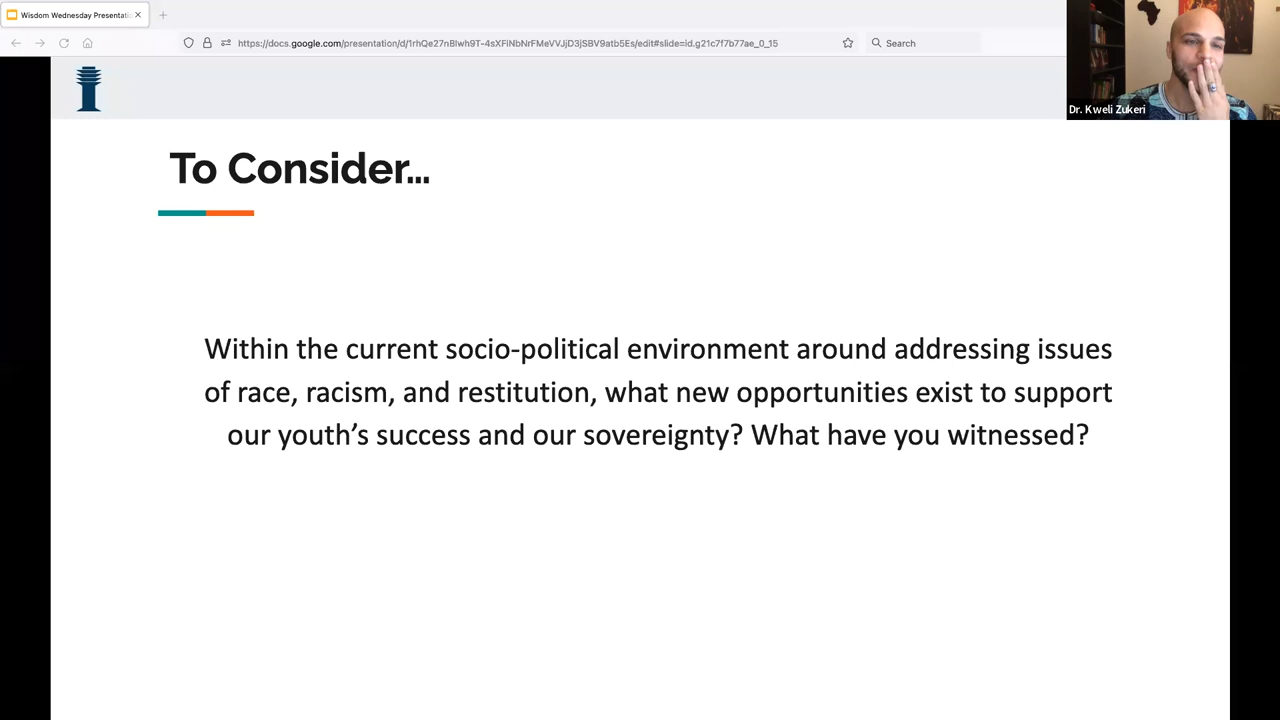 Wisdom Wednesday Presentati
https://docs.google.com/presentation/d/1rhQe27nBlwh9T-4sXFlNbNrFMeVVJjD3jSBV9atb5Es/edit#slide=id.g21c7f7b77ae_0_15
Search
Dr. Kweli Zukeri
To Consider...
Within the current socio-political environment around addressing issues
of race, racism, and restitution, what new opportunities exist to support
our youth’s success and our sovereignty? What have you witnessed?